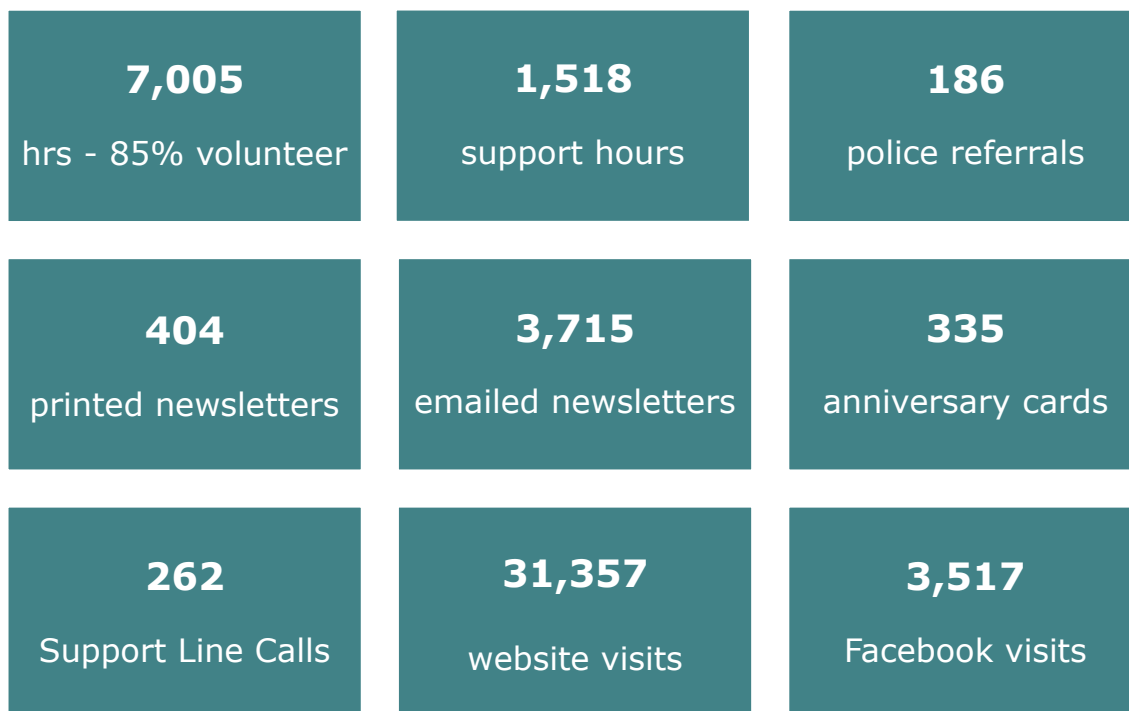 7,005
hrs - 85% volunteer
1,518
support hours
186
police referrals
404
printed newsletters
3,715
emailed newsletters
335
anniversary cards
262
Support Line Calls
31,357
website visits
3,517
Facebook visits